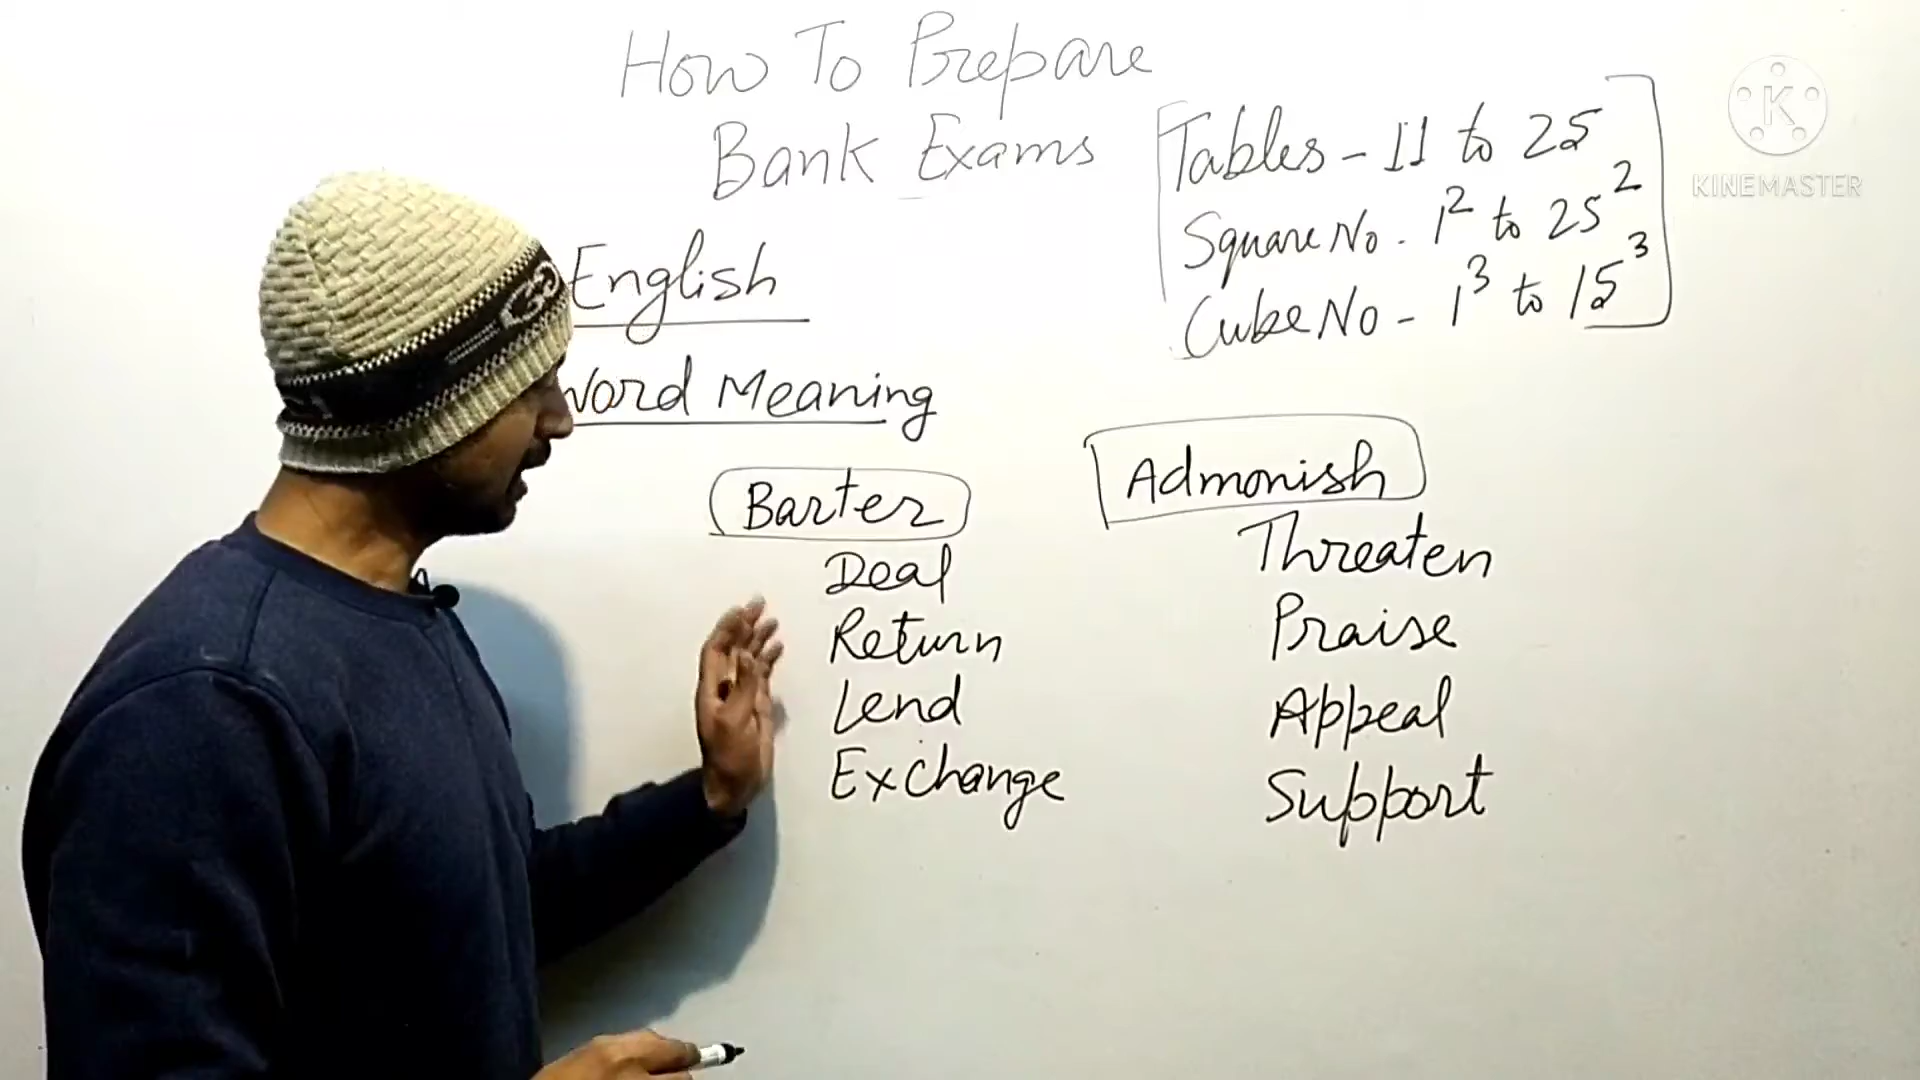 How To Prepare
Bank Exams
Tables - 11 to 25
Square No. 1² to 25²
Cube No - 1³ to 15³
KINEMASTER
English
Word Meaning
Barter
Deal
Return
Lend
Exchange
Admonish
Threaten
Praise
Appeal
Support